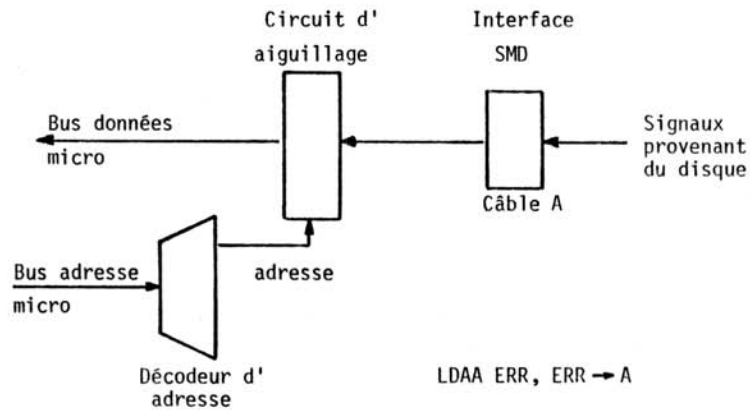 Circuit d'
aiguillage
Interface
SMD
Bus données
micro
Signaux
provenant
du disque
Câble A
Bus adresse
micro
adresse
Décodeur d'
adresse
LDAA ERR, ERR → A